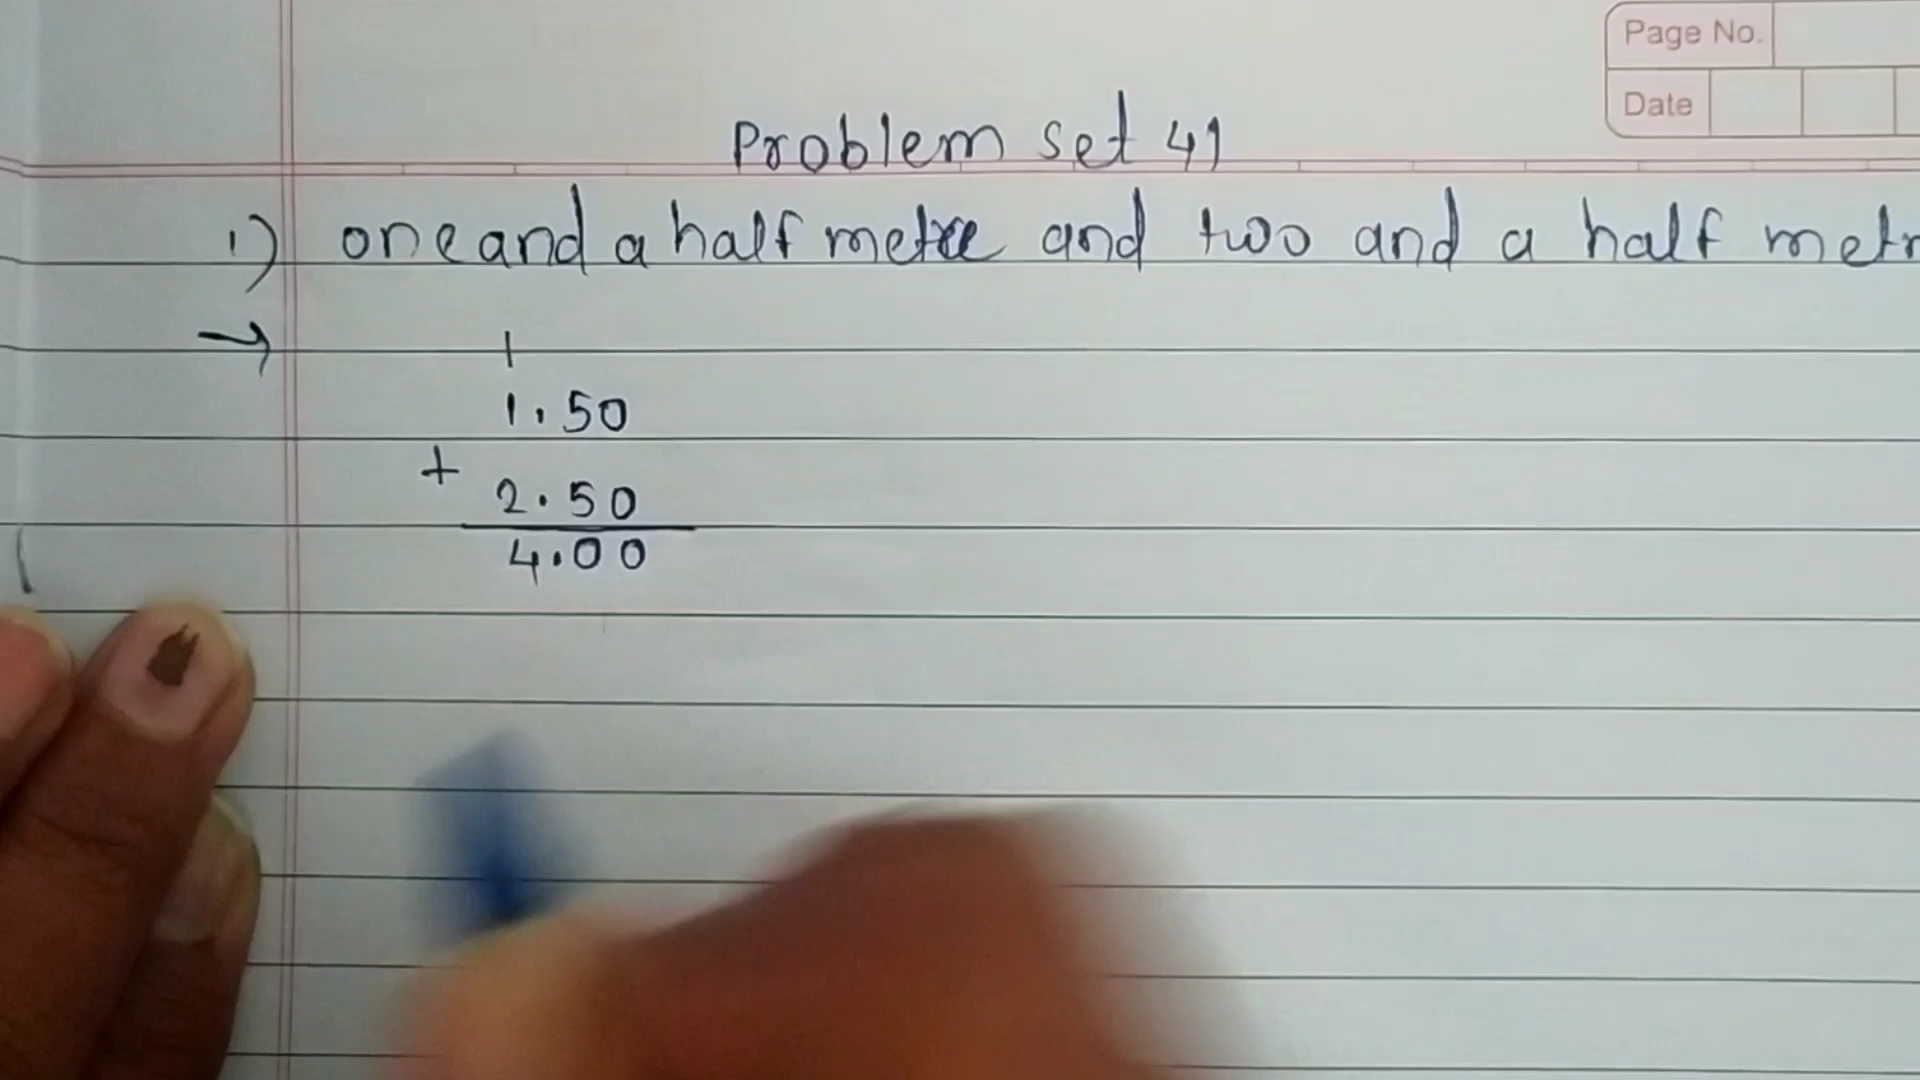 Page No.
Date
Problem set 41
1) one and a half metre and two and a half metr
→ 1
1.50
+ 2.50
4.00